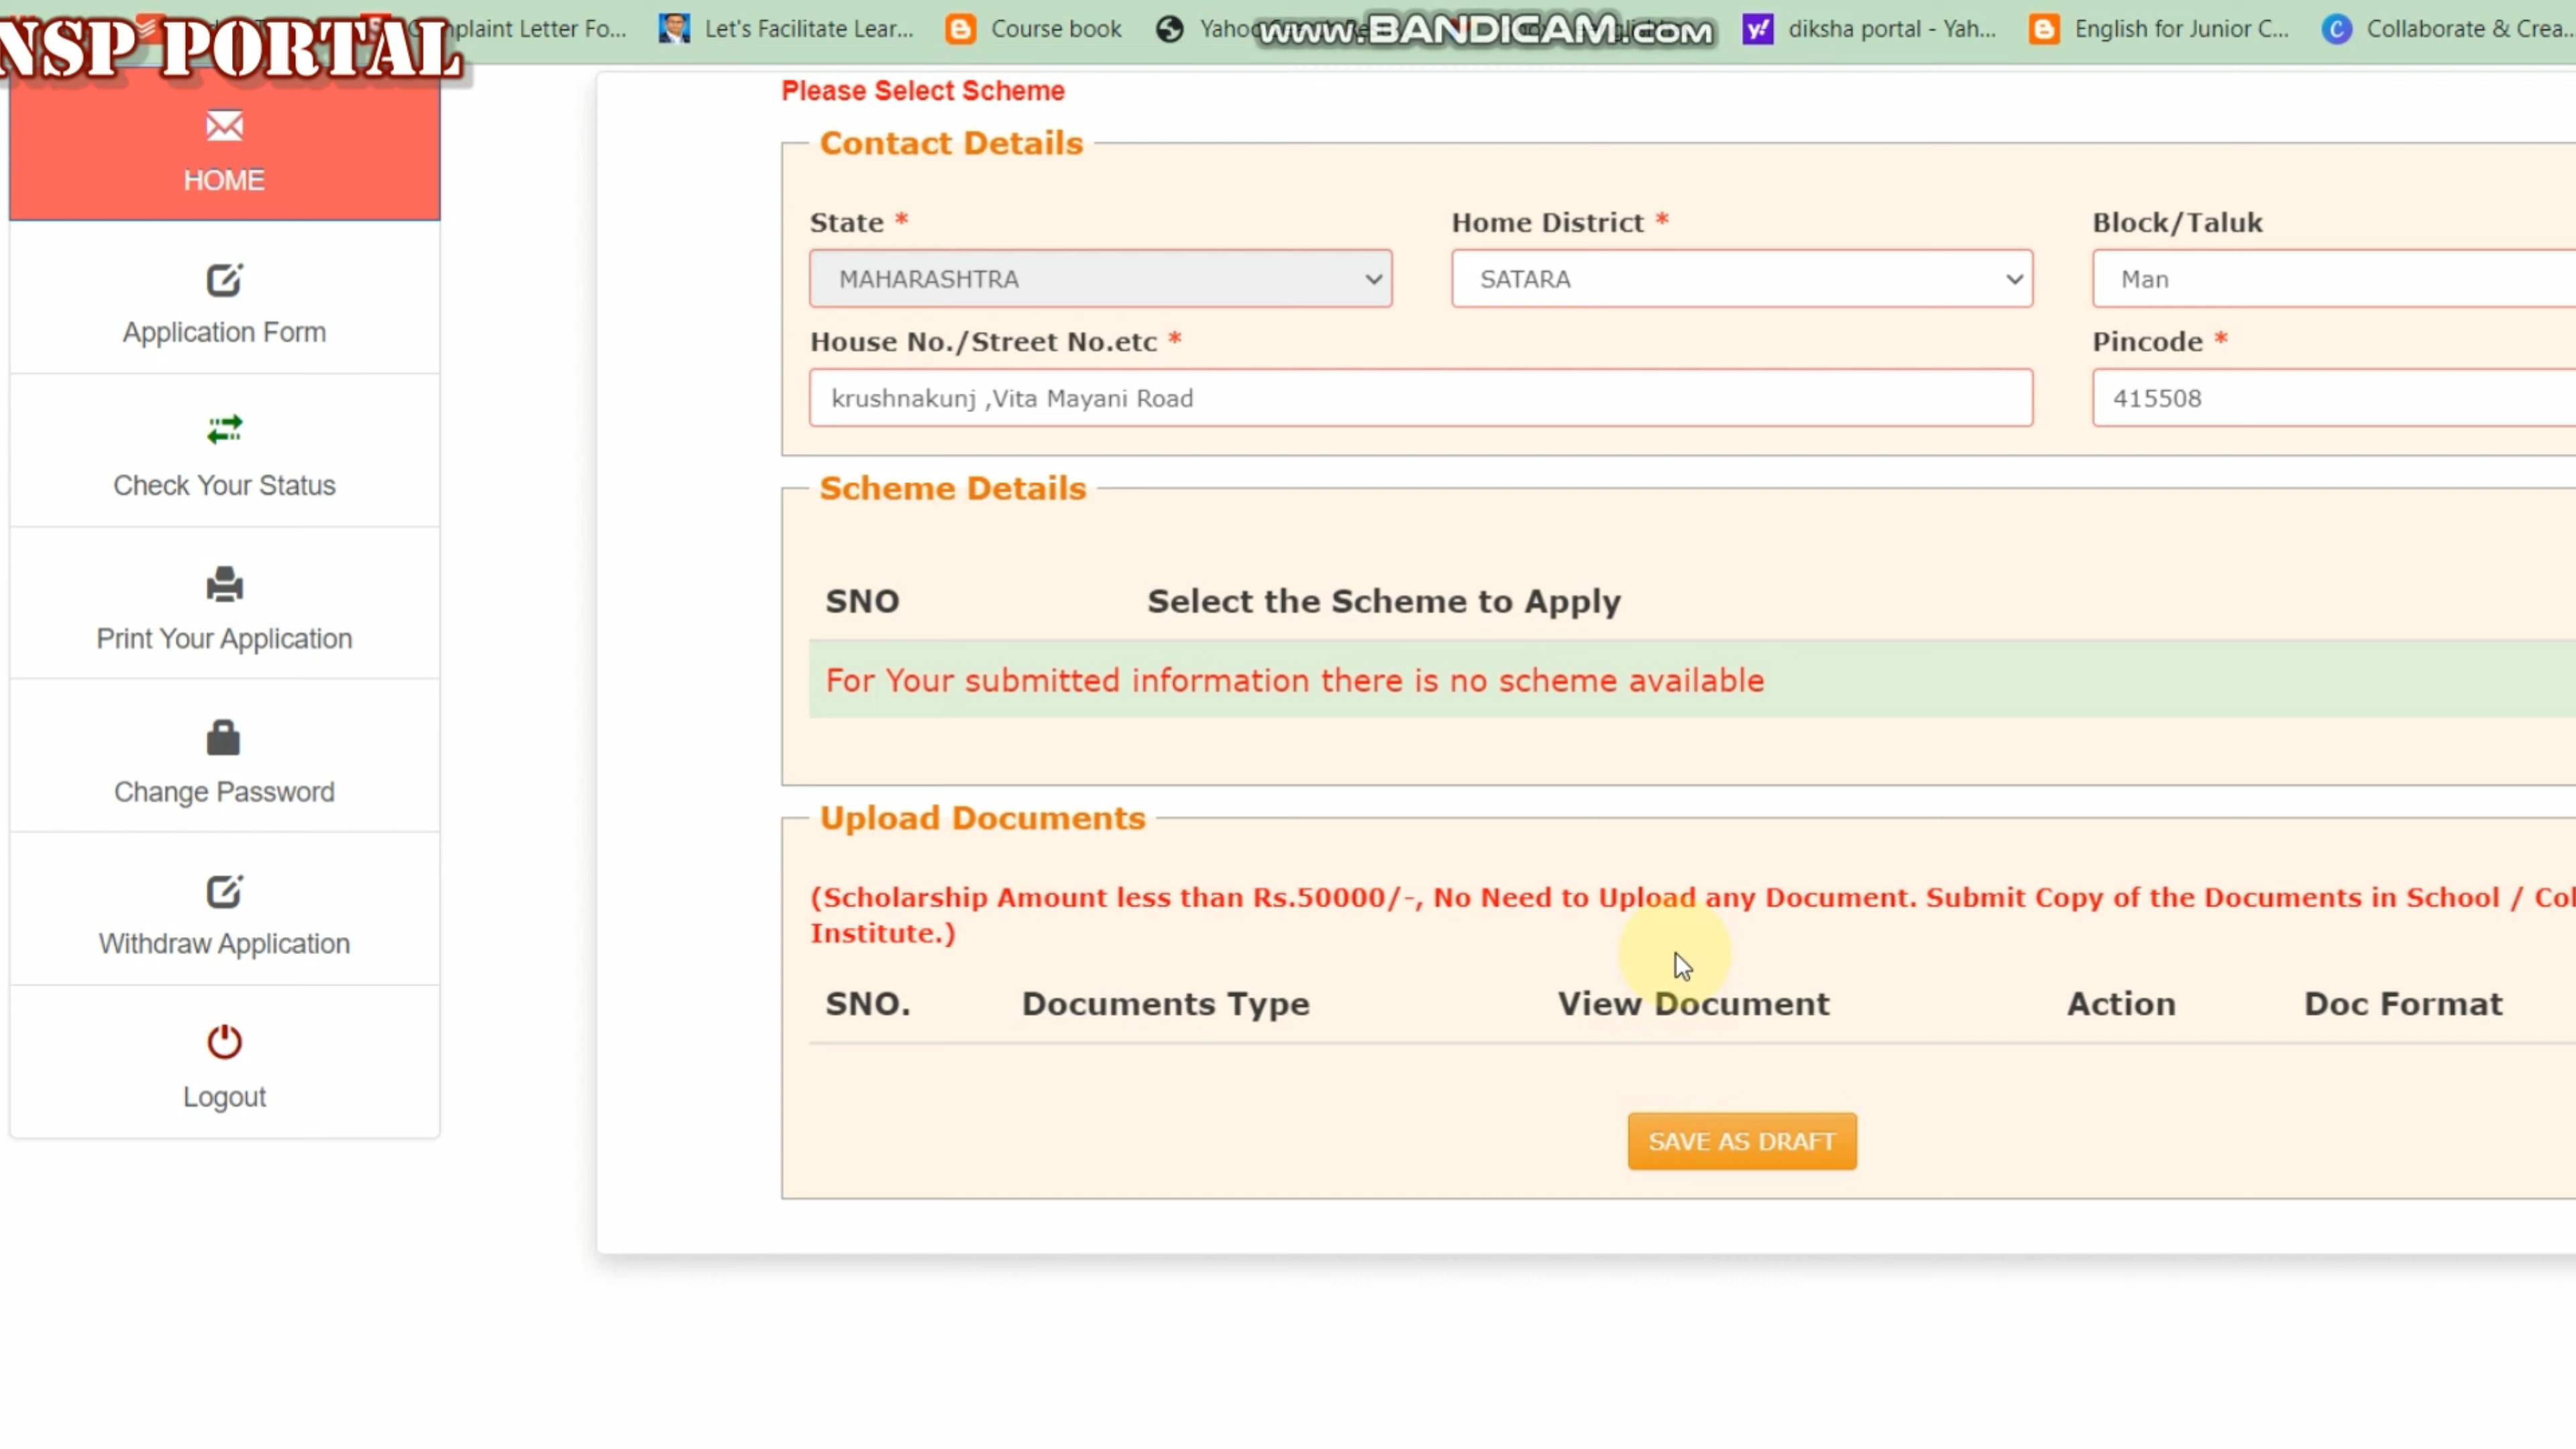 NSP PORTAL
plaint Letter Fo...
Let's Facilitate Lear...
Course book
Yahoo
www.BANDICAM.com
diksha portal - Yah...
English for Junior C...
Collaborate & Crea...
HOME
Application Form
Check Your Status
Print Your Application
Change Password
Withdraw Application
Logout
Please Select Scheme
Contact Details
State * Home District * Block/Taluk
MAHARASHTRA SATARA Man
House No./Street No.etc * Pincode *
krushnakunj ,Vita Mayani Road 415508
Scheme Details
SNO Select the Scheme to Apply
For Your submitted information there is no scheme available
Upload Documents
(Scholarship Amount less than Rs.50000/-, No Need to Upload any Document. Submit Copy of the Documents in School / Col
Institute.)
SNO. Documents Type View Document Action Doc Format
SAVE AS DRAFT